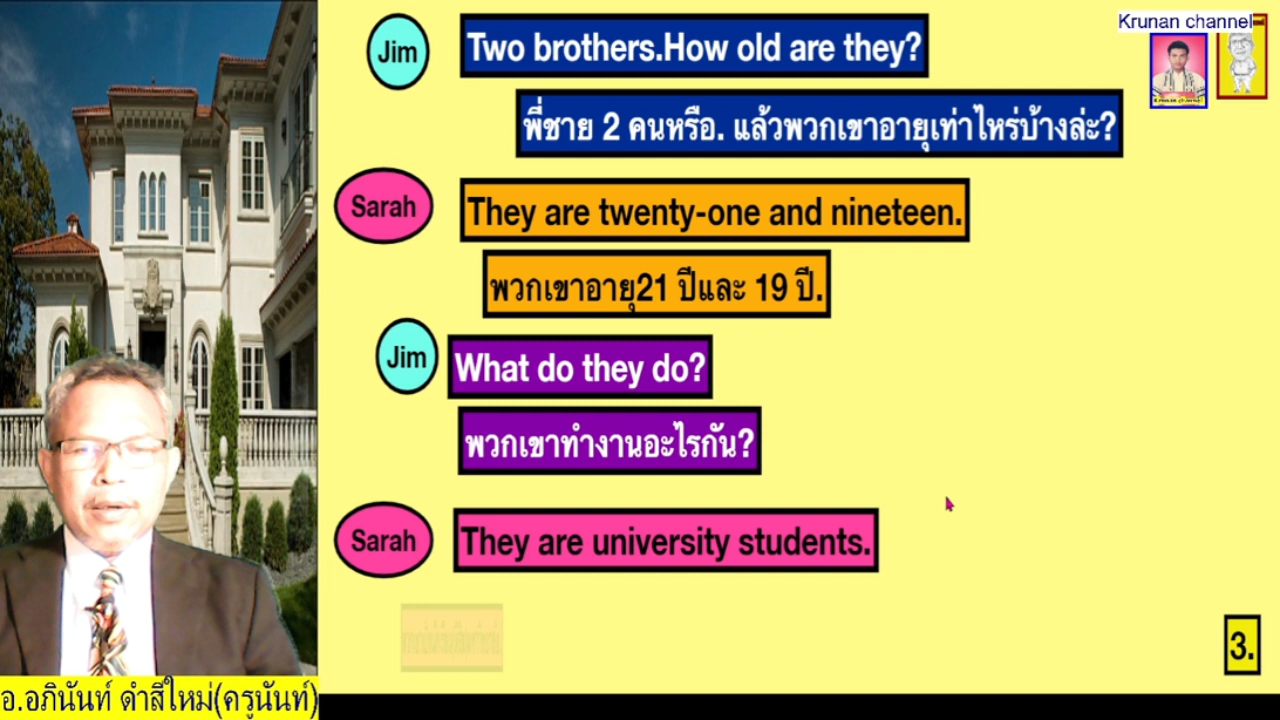 Krunan channel
Jim
Two brothers.How old are they?
พี่ชาย 2 คนหรือ. แล้วพวกเขาอายุเท่าไหร่บ้างล่ะ?
Sarah
They are twenty-one and nineteen.
พวกเขาอายุ21 ปีและ 19 ปี.
Jim
What do they do?
พวกเขาทำงานอะไรกัน?
Sarah
They are university students.
3.
อ.อภินันท์ ดำสีใหม่(ครูนันท์)